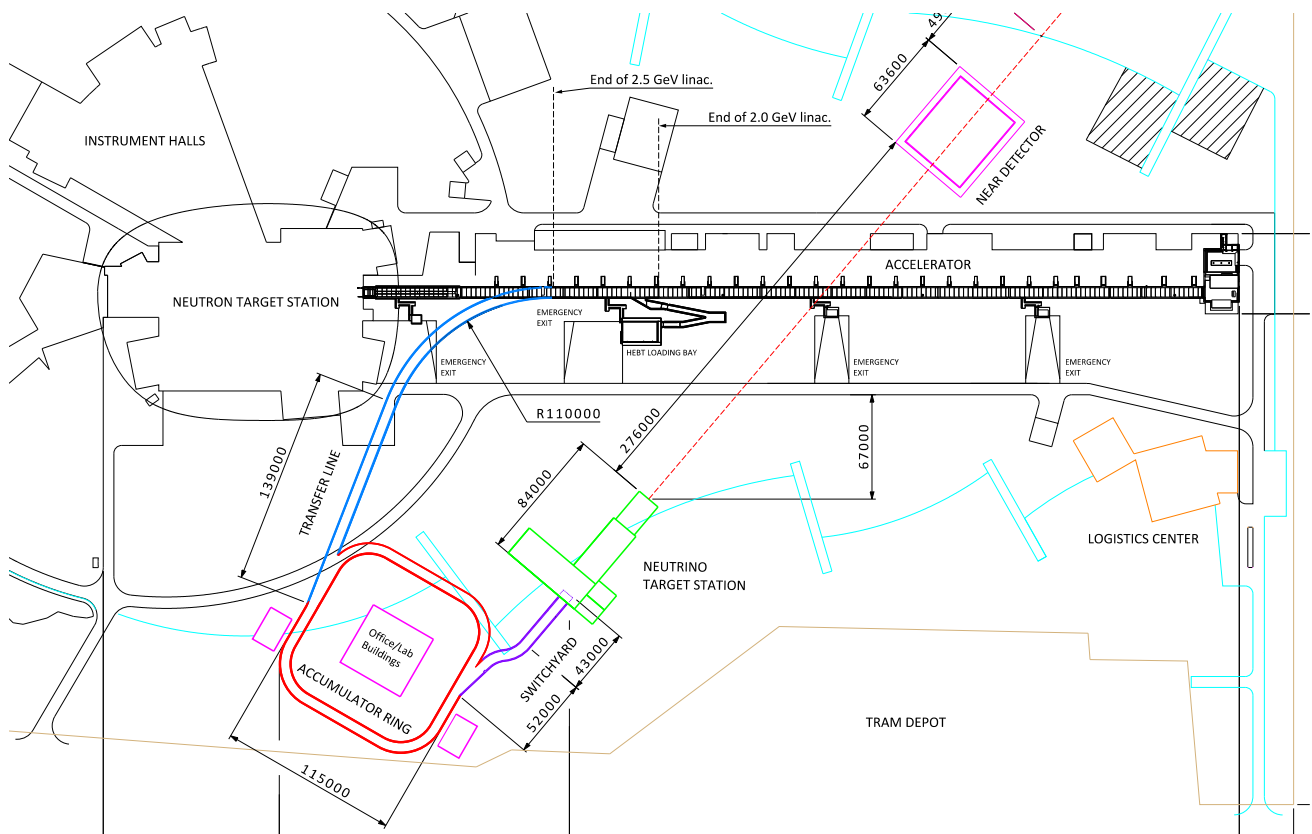 49
63600
End of 2.5 GeV linac.
End of 2.0 GeV linac.
INSTRUMENT HALLS
NEAR DETECTOR
ACCELERATOR
NEUTRON TARGET STATION
EMERGENCY
EXIT
HEBT LOADING BAY
EMERGENCY
EXIT
EMERGENCY
EXIT
EMERGENCY
EXIT
R110000
276000
67000
139000
TRANSFER LINE
84000
LOGISTICS CENTER
NEUTRINO
TARGET STATION
Office/Lab
Buildings
ACCUMULATOR RING
SWITCHYARD
43000
52000
TRAM DEPOT
115000